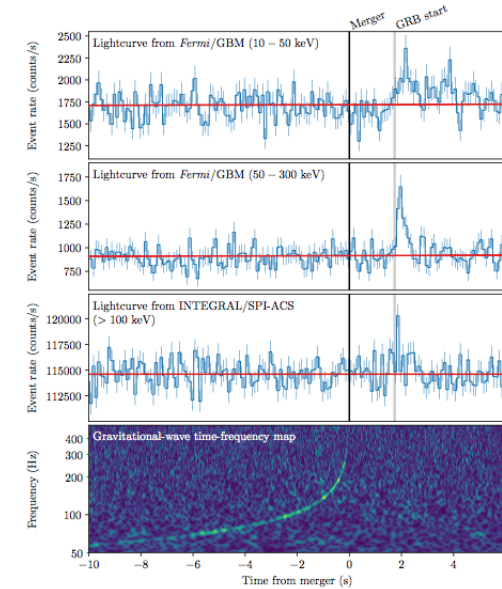 Merger
GRB start
Lightcurve from Fermi/GBM (10 − 50 keV)
Event rate (counts/s)
2500
2250
2000
1750
1500
1250
Lightcurve from Fermi/GBM (50 − 300 keV)
Event rate (counts/s)
1750
1500
1250
1000
750
Lightcurve from INTEGRAL/SPI-ACS
(> 100 keV)
Event rate (counts/s)
120000
117500
115000
112500
Gravitational-wave time-frequency map
Frequency (Hz)
400
300
200
100
50
−10 −8 −6 −4 −2 0 2 4
Time from merger (s)